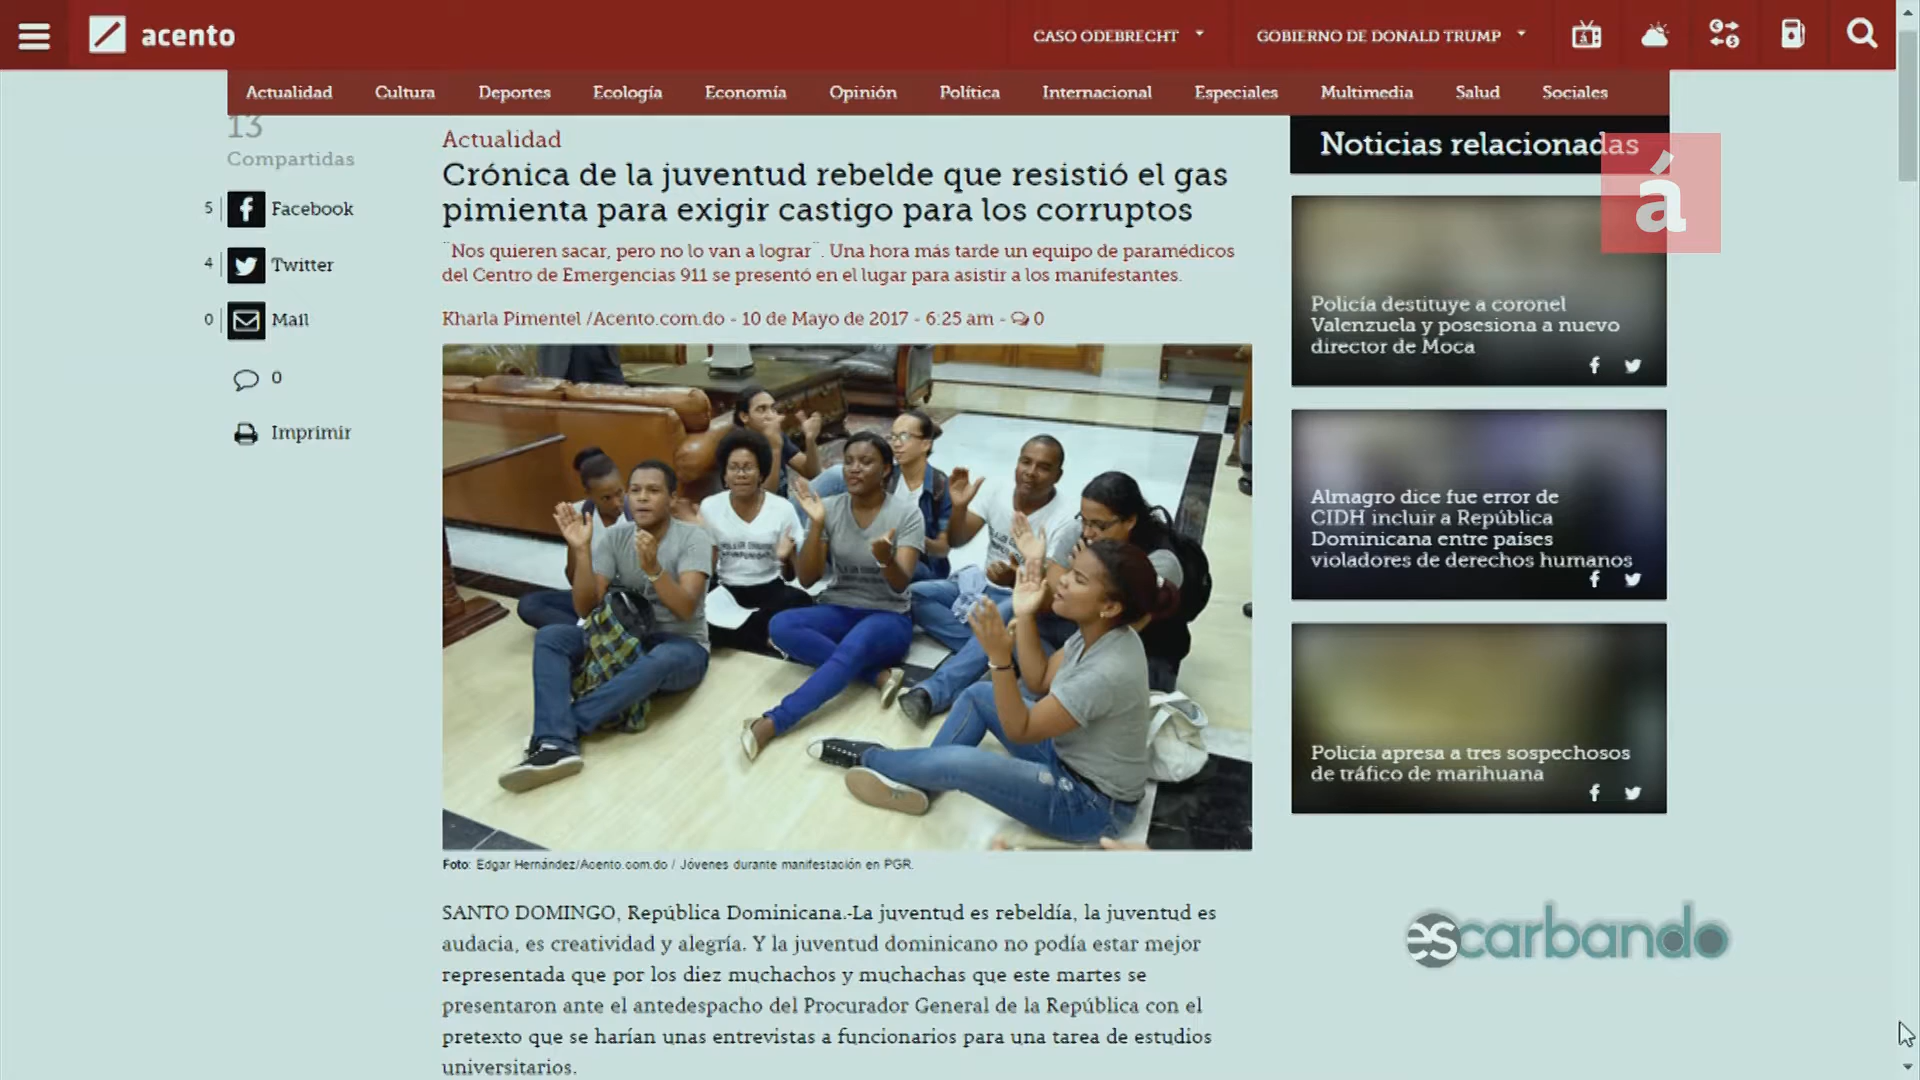 acento
CASO ODEBRECHT
GOBIERNO DE DONALD TRUMP
Actualidad
Cultura
Deportes
Ecología
Economía
Opinión
Política
Internacional
Especiales
Multimedia
Salud
Sociales
13
Compartidas
5 Facebook
4 Twitter
0 Mail
0
Imprimir
Actualidad
Crónica de la juventud rebelde que resistió el gas
pimienta para exigir castigo para los corruptos
¨Nos quieren sacar, pero no lo van a lograr¨. Una hora más tarde un equipo de paramédicos
del Centro de Emergencias 911 se presentó en el lugar para asistir a los manifestantes.
Kharla Pimentel /Acento.com.do - 10 de Mayo de 2017 - 6:25 am - 0
Foto: Edgar Hernández/Acento.com.do / Jóvenes durante manifestación en PGR.
SANTO DOMINGO, República Dominicana.-La juventud es rebeldía, la juventud es
audacia, es creatividad y alegría. Y la juventud dominicano no podía estar mejor
representada que por los diez muchachos y muchachas que este martes se
presentaron ante el antedespacho del Procurador General de la República con el
pretexto que se harían unas entrevistas a funcionarios para una tarea de estudios
universitarios.
Noticias relacionadas
á
Policía destituye a coronel
Valenzuela y posesiona a nuevo
director de Moca
Almagro dice fue error de
CIDH incluir a República
Dominicana entre países
violadores de derechos humanos
Policía apresa a tres sospechosos
de tráfico de marihuana
escarbando